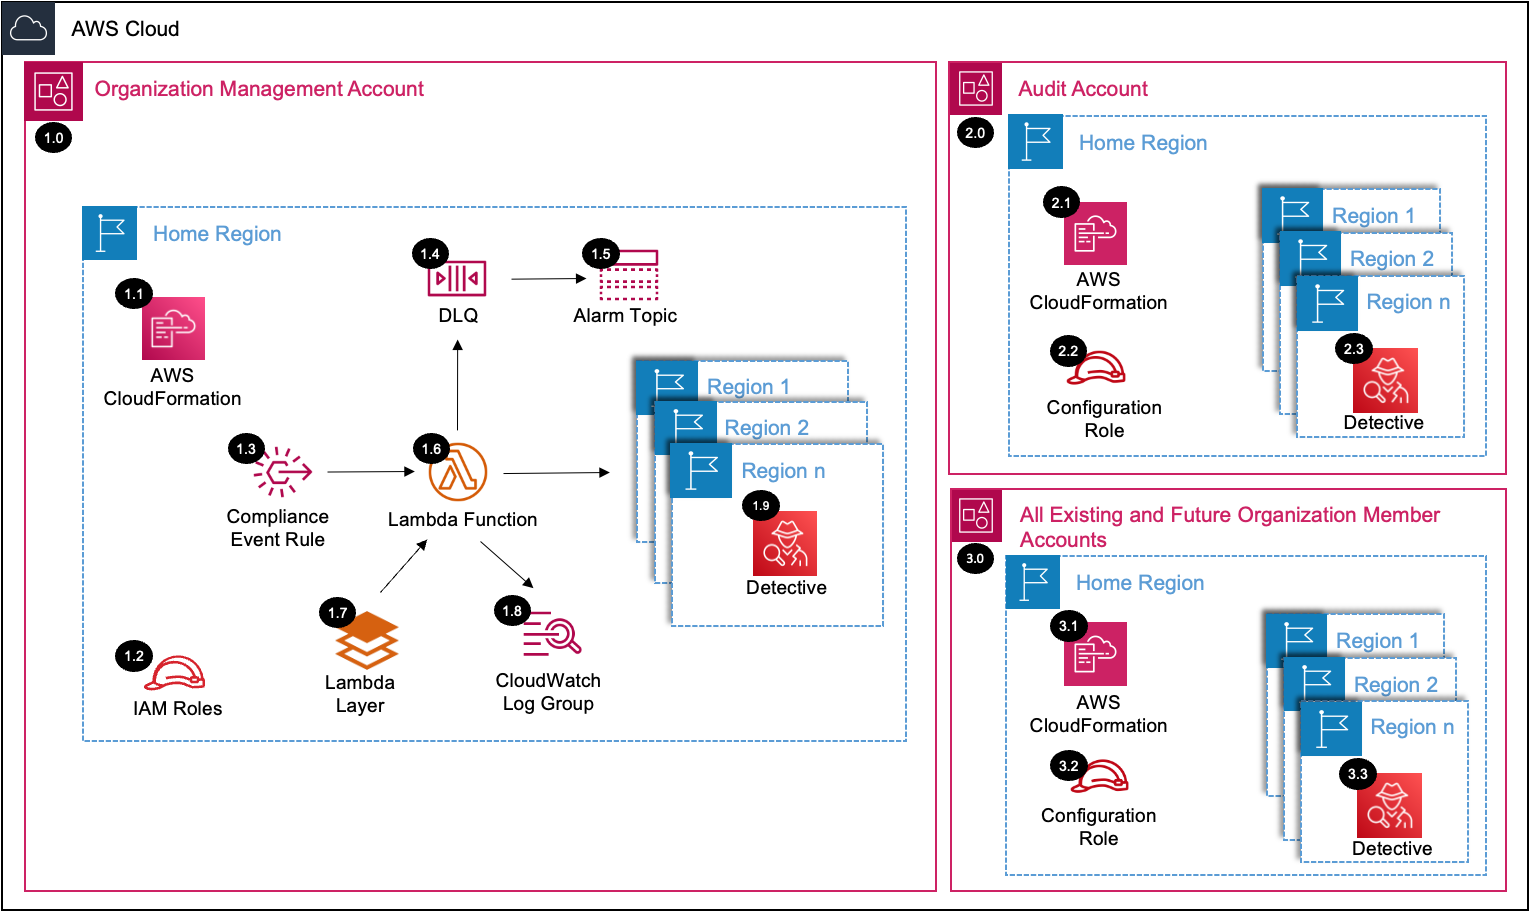 AWS Cloud
Organization Management Account
1.0
Home Region
1.1
AWS
CloudFormation
1.4
DLQ
1.5
Alarm Topic
1.3
Compliance
Event Rule
1.6
Lambda Function
Region 1
Region 2
Region n
1.9
Detective
1.2
IAM Roles
1.7
Lambda
Layer
1.8
CloudWatch
Log Group
Audit Account
2.0
Home Region
2.1
AWS
CloudFormation
2.2
Configuration
Role
Region 1
Region 2
Region n
2.3
Detective
All Existing and Future Organization Member
Accounts
3.0
Home Region
3.1
AWS
CloudFormation
3.2
Configuration
Role
Region 1
Region 2
Region n
3.3
Detective